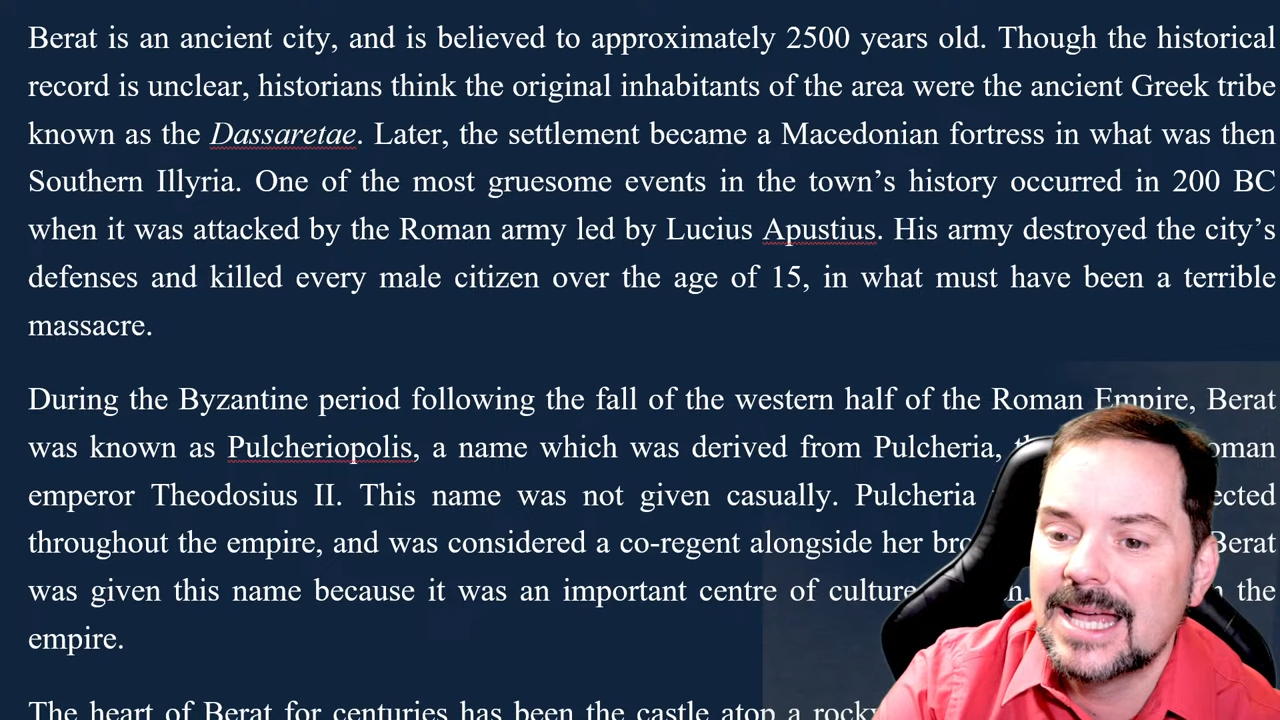 Berat is an ancient city, and is believed to approximately 2500 years old. Though the historical
record is unclear, historians think the original inhabitants of the area were the ancient Greek tribe
known as the Dassaretae. Later, the settlement became a Macedonian fortress in what was then
Southern Illyria. One of the most gruesome events in the town’s history occurred in 200 BC
when it was attacked by the Roman army led by Lucius Apustius. His army destroyed the city’s
defenses and killed every male citizen over the age of 15, in what must have been a terrible
massacre.
During the Byzantine period following the fall of the western half of the Roman Empire, Berat
was known as Pulcheriopolis, a name which was derived from Pulcheria,
emperor Theodosius II. This name was not given casually. Pulcheria
throughout the empire, and was considered a co-regent alongside her Berat
was given this name because it was an important centre of culture the
empire.
The heart of Berat for centuries has been the castle atop a rocky